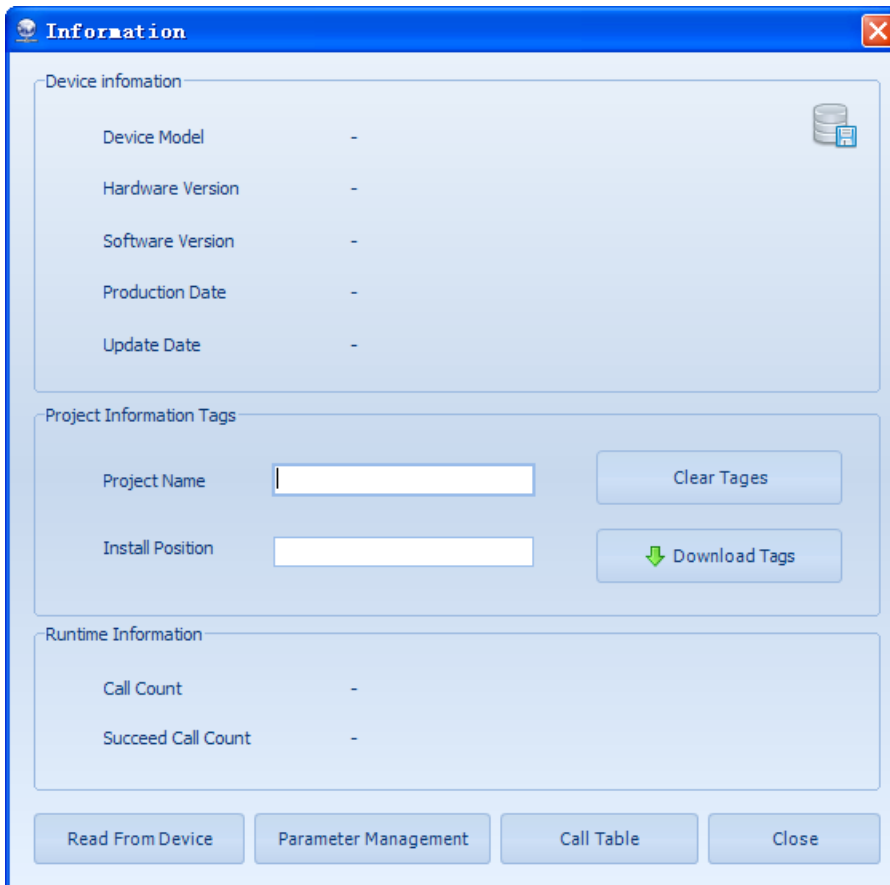 Information
Device infomation
Device Model -
Hardware Version -
Software Version -
Production Date -
Update Date -
Project Information Tags
Project Name
Clear Tages
Install Position
Download Tags
Runtime Information
Call Count -
Succeed Call Count -
Read From Device Parameter Management Call Table Close